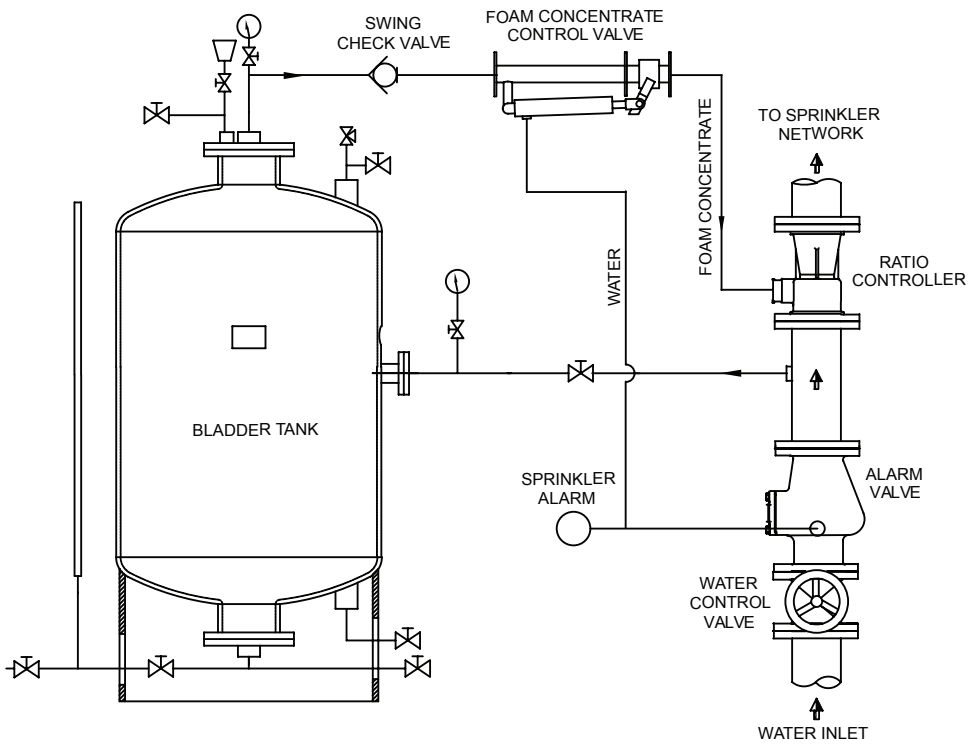 SWING
CHECK VALVE
FOAM CONCENTRATE
CONTROL VALVE
TO SPRINKLER
NETWORK
FOAM CONCENTRATE
WATER
RATIO
CONTROLLER
BLADDER TANK
SPRINKLER
ALARM
ALARM
VALVE
WATER
CONTROL
VALVE
WATER INLET